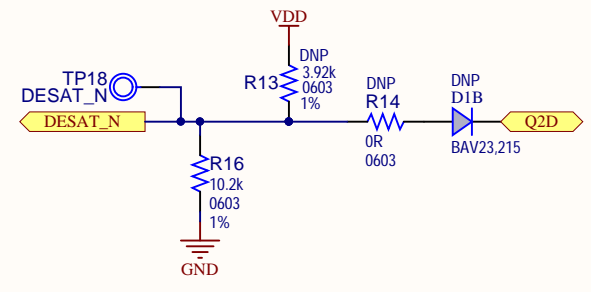 VDD
DNP
3.92k
R13
0603
1%
TP18
DESAT_N
DESAT_N
DNP
R14
0R
0603
DNP
D1B
BAV23,215
Q2D
R16
10.2k
0603
1%
GND